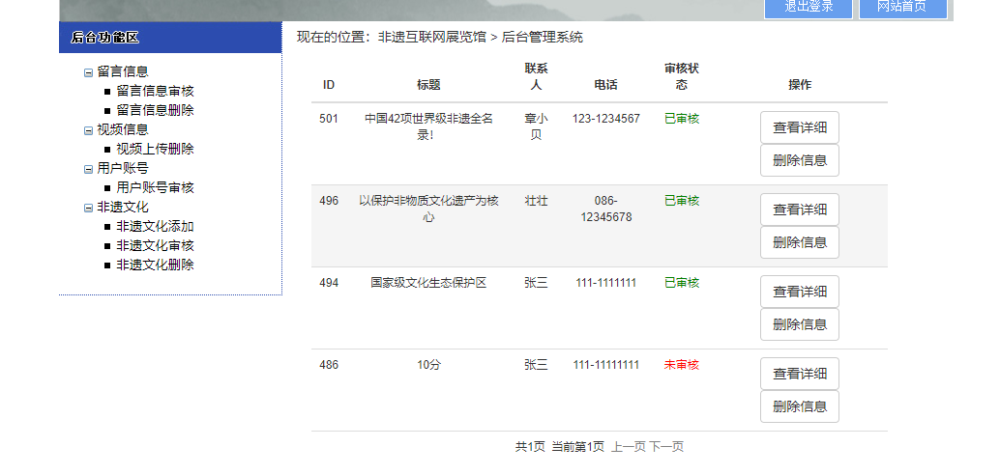 退出登录 网站首页
后台功能区
留言信息
留言信息审核
留言信息删除
视频信息
视频上传删除
用户账号
用户账号审核
非遗文化
非遗文化添加
非遗文化审核
非遗文化删除
现在的位置：非遗互联网展览馆 > 后台管理系统
ID 标题 联系人 电话 审核状态 操作
501 中国42项世界级非遗全名录！ 章小贝 123-1234567 已审核 查看详细
删除信息
496 以保护非物质文化遗产为核心 壮壮 086-12345678 已审核 查看详细
删除信息
494 国家级文化生态保护区 张三 111-1111111 已审核 查看详细
删除信息
486 10分 张三 111-11111111 未审核 查看详细
删除信息
共1页 当前第1页 上一页 下一页